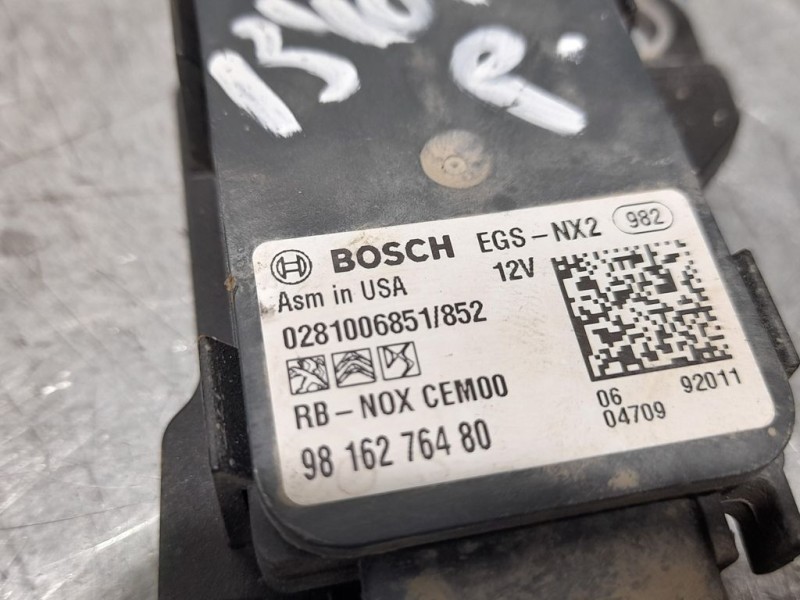 BOSCH EGS-NX2 982
12V
Asm in USA
0281006851/852
RB-NOX CEM00
98 162 764 80
06 92011
04709